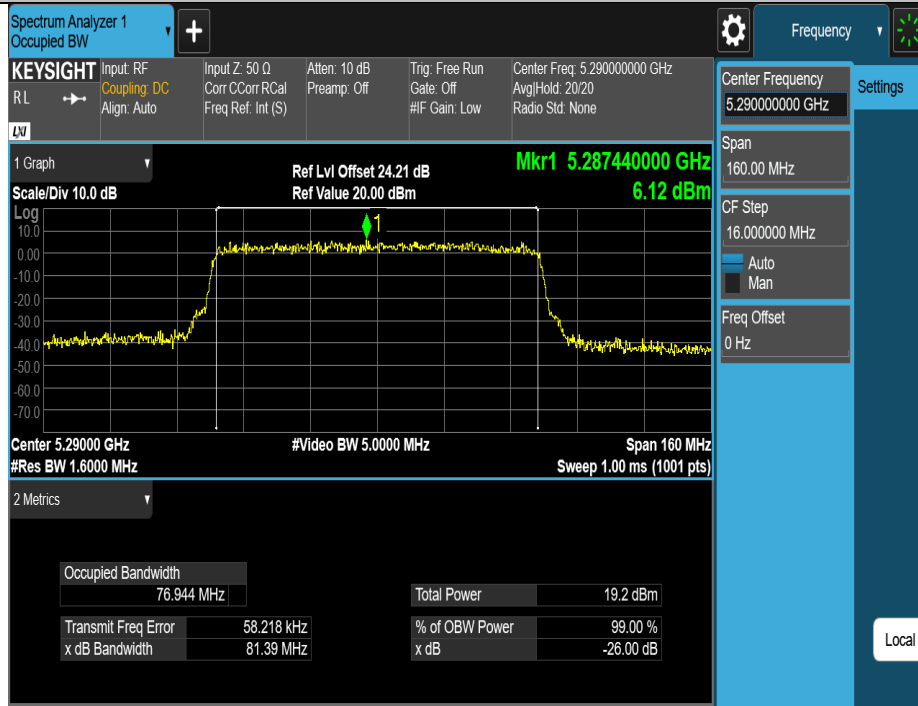 Spectrum Analyzer 1
Occupied BW
+
Frequency
KEYSIGHT
R L
LXI
Input: RF
Coupling: DC
Align: Auto
Input Z: 50 Ω
Corr CCorr RCal
Freq Ref: Int (S)
Atten: 10 dB
Preamp: Off
Trig: Free Run
Gate: Off
#IF Gain: Low
Center Freq: 5.290000000 GHz
Avg|Hold: 20/20
Radio Std: None
Center Frequency
5.290000000 GHz
Settings
Span
160.00 MHz
CF Step
16.000000 MHz
Auto
Man
Freq Offset
0 Hz
1 Graph
Scale/Div 10.0 dB
Ref Lvl Offset 24.21 dB
Ref Value 20.00 dBm
Mkr1 5.287440000 GHz
6.12 dBm
Log
10.0
0.00
-10.0
-20.0
-30.0
-40.0
-50.0
-60.0
-70.0
1
Center 5.29000 GHz
#Video BW 5.0000 MHz
Span 160 MHz
#Res BW 1.6000 MHz
Sweep 1.00 ms (1001 pts)
2 Metrics
Occupied Bandwidth
76.944 MHz
Total Power 19.2 dBm
Transmit Freq Error 58.218 kHz
% of OBW Power 99.00 %
x dB Bandwidth 81.39 MHz
x dB -26.00 dB
Local